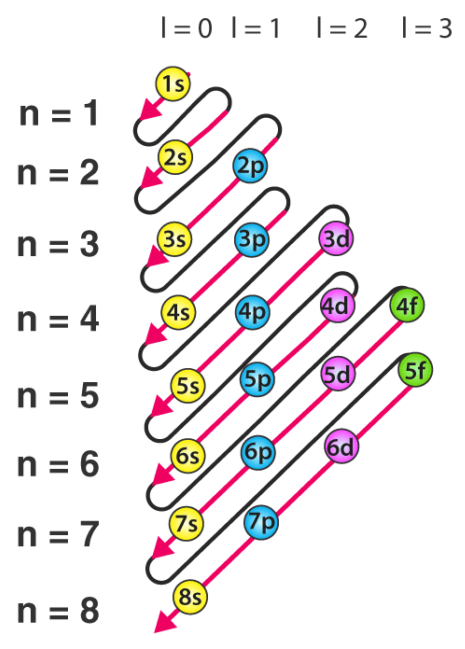 l = 0 l = 1 l = 2 l = 3
1s
n = 1
2s 2p
n = 2
3s 3p 3d
n = 3
4s 4p 4d 4f
n = 4
5s 5p 5d 5f
n = 5
6s 6p 6d
n = 6
7s 7p
n = 7
8s
n = 8